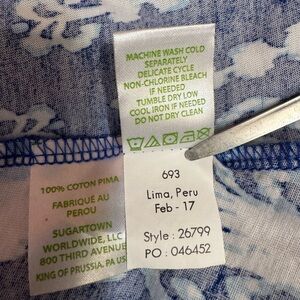 MACHINE WASH COLD
SEPARATELY
DELICATE CYCLE
NON-CHLORINE BLEACH
IF NEEDED
TUMBLE DRY LOW
COOL IRON IF NEEDED
DO NOT DRY CLEAN
100% COTON PIMA
FABRIQUE AU
PEROU
SUGARTOWN
WORLDWIDE, LLC
800 THIRD AVENUE
KING OF PRUSSIA, PA US
693
Lima, Peru
Feb - 17
Style : 26799
PO : 046452